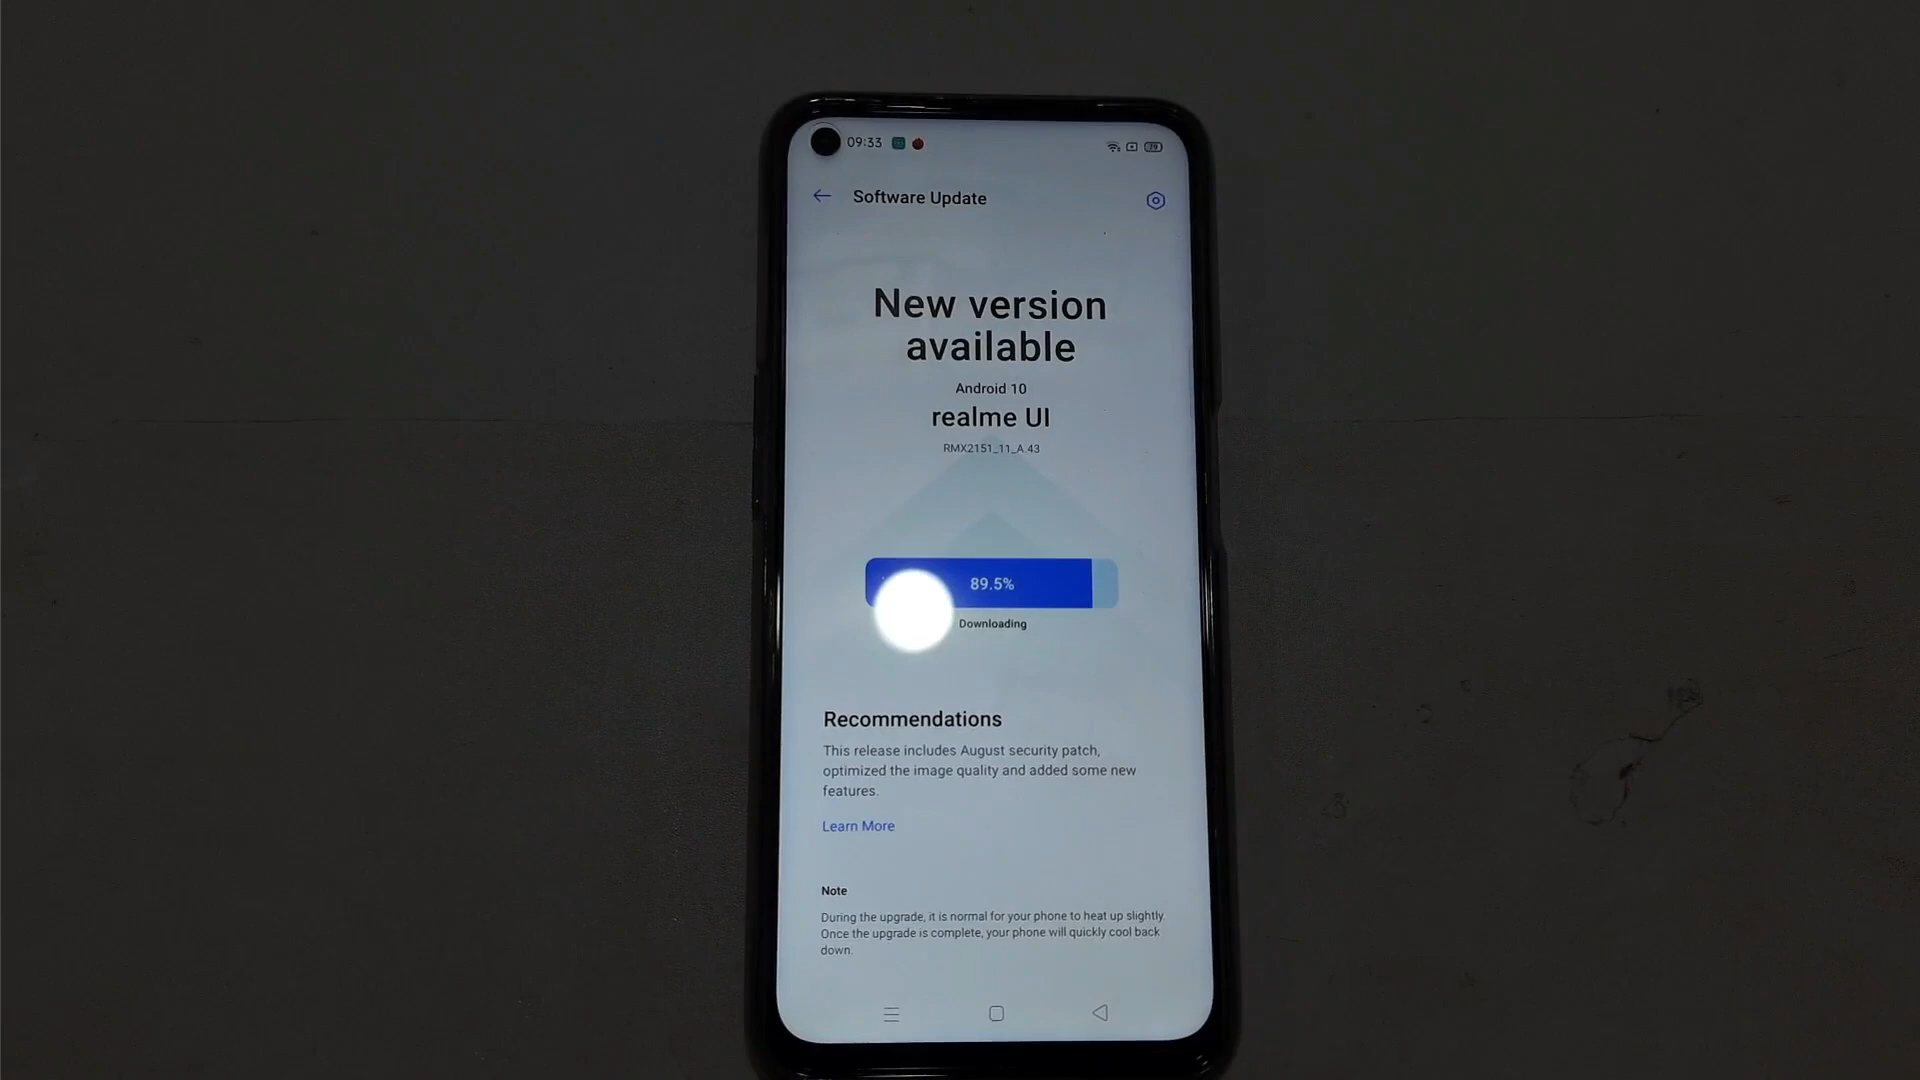 09:33
79
Software Update
New version
available
Android 10
realme UI
RMX2151_11_A.43
89.5%
Downloading
Recommendations
This release includes August security patch,
optimized the image quality and added some new
features.
Learn More
Note
During the upgrade, it is normal for your phone to heat up slightly.
Once the upgrade is complete, your phone will quickly cool back
down.